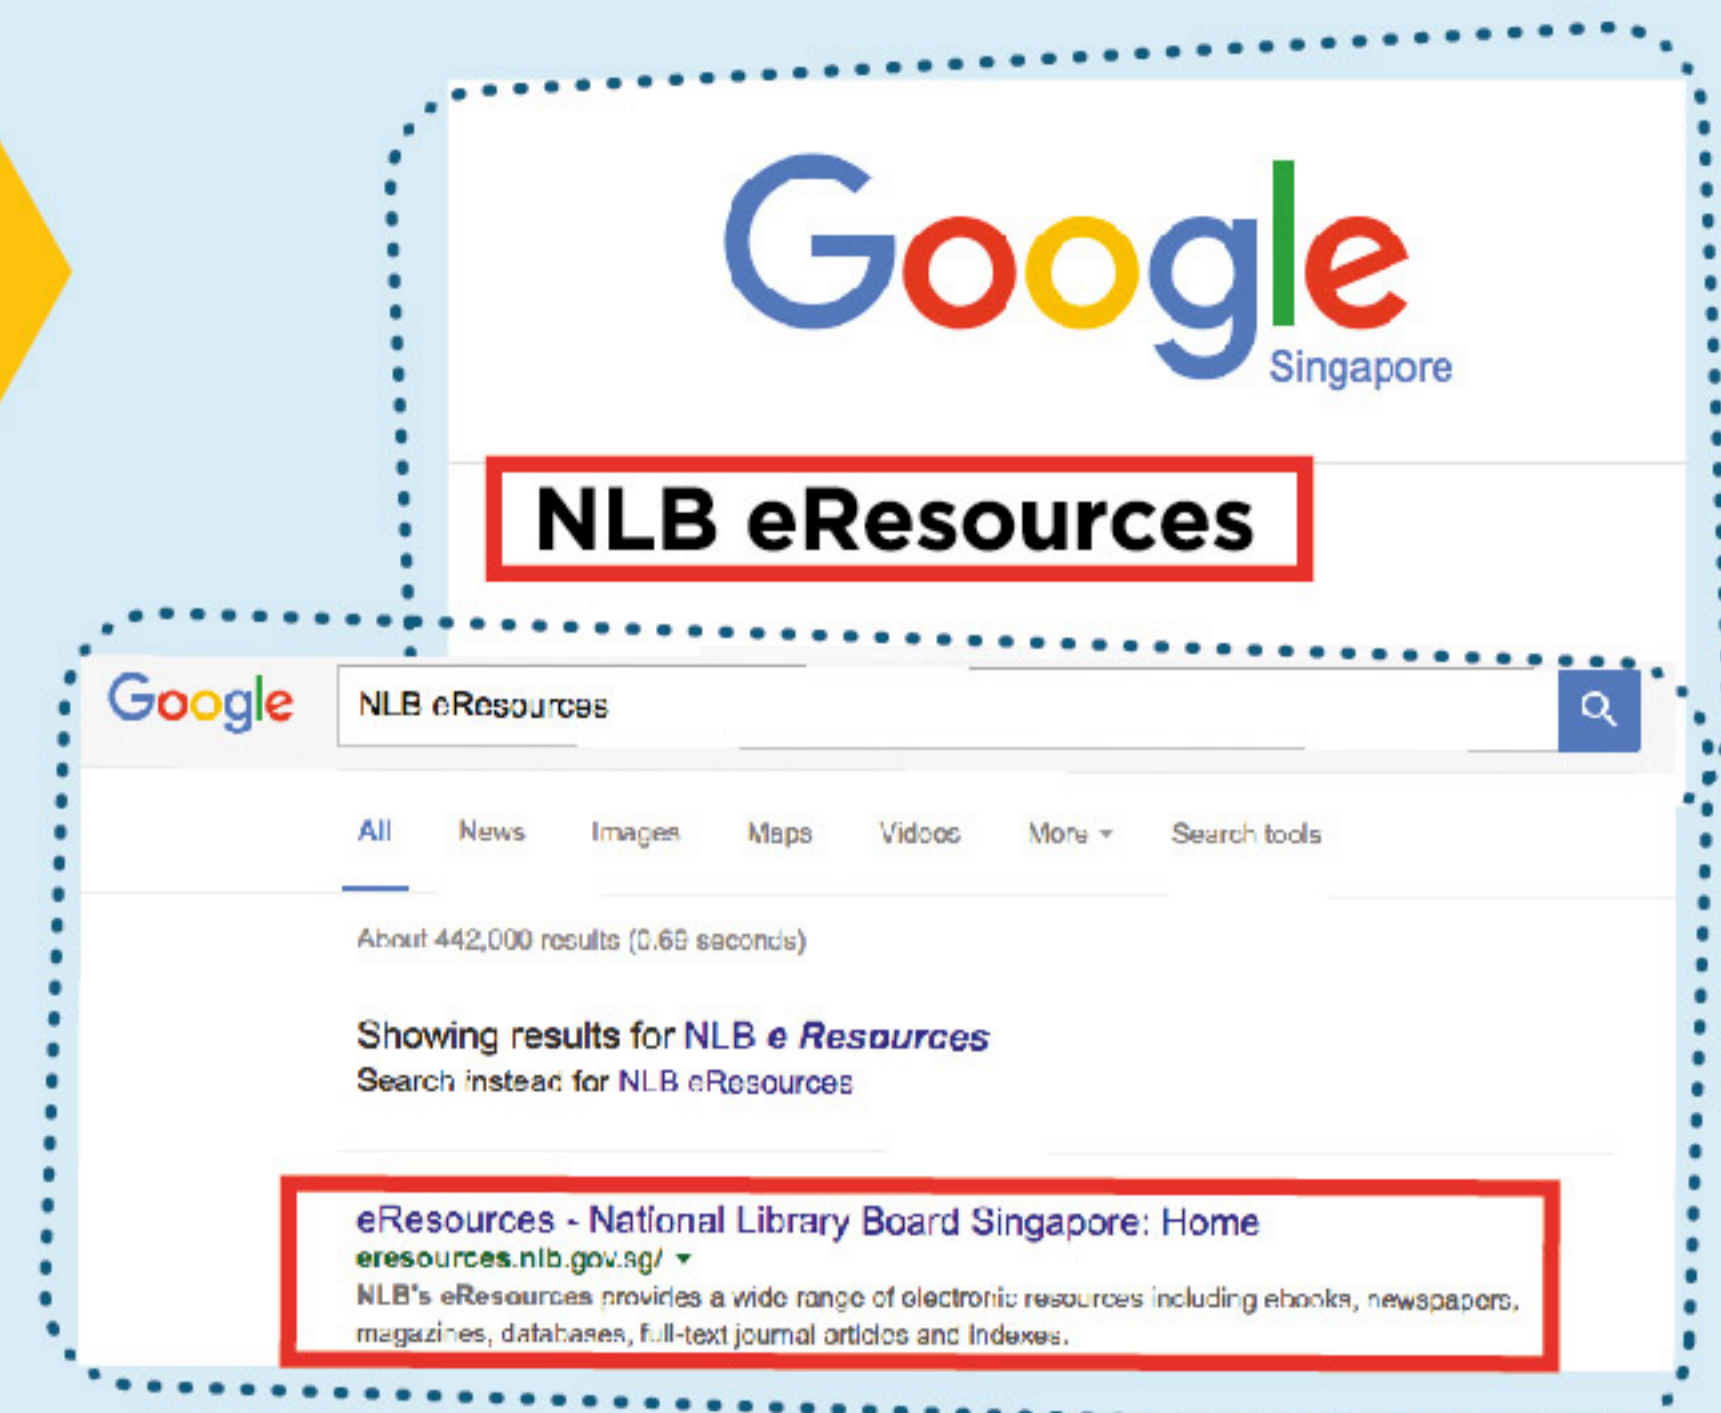 Google
Singapore
NLB eResources
Google NLB eResources
All News Images Maps Videos More Search tools
About 442,000 results (0.69 seconds)
Showing results for NLB e Resources
Search instead for NLB eResources
eResources - National Library Board Singapore: Home
eresources.nlb.gov.sg/
NLB's eResources provides a wide range of electronic resources including ebooks, newspapers,
magazines, databases, full-text journal articles and indexes.